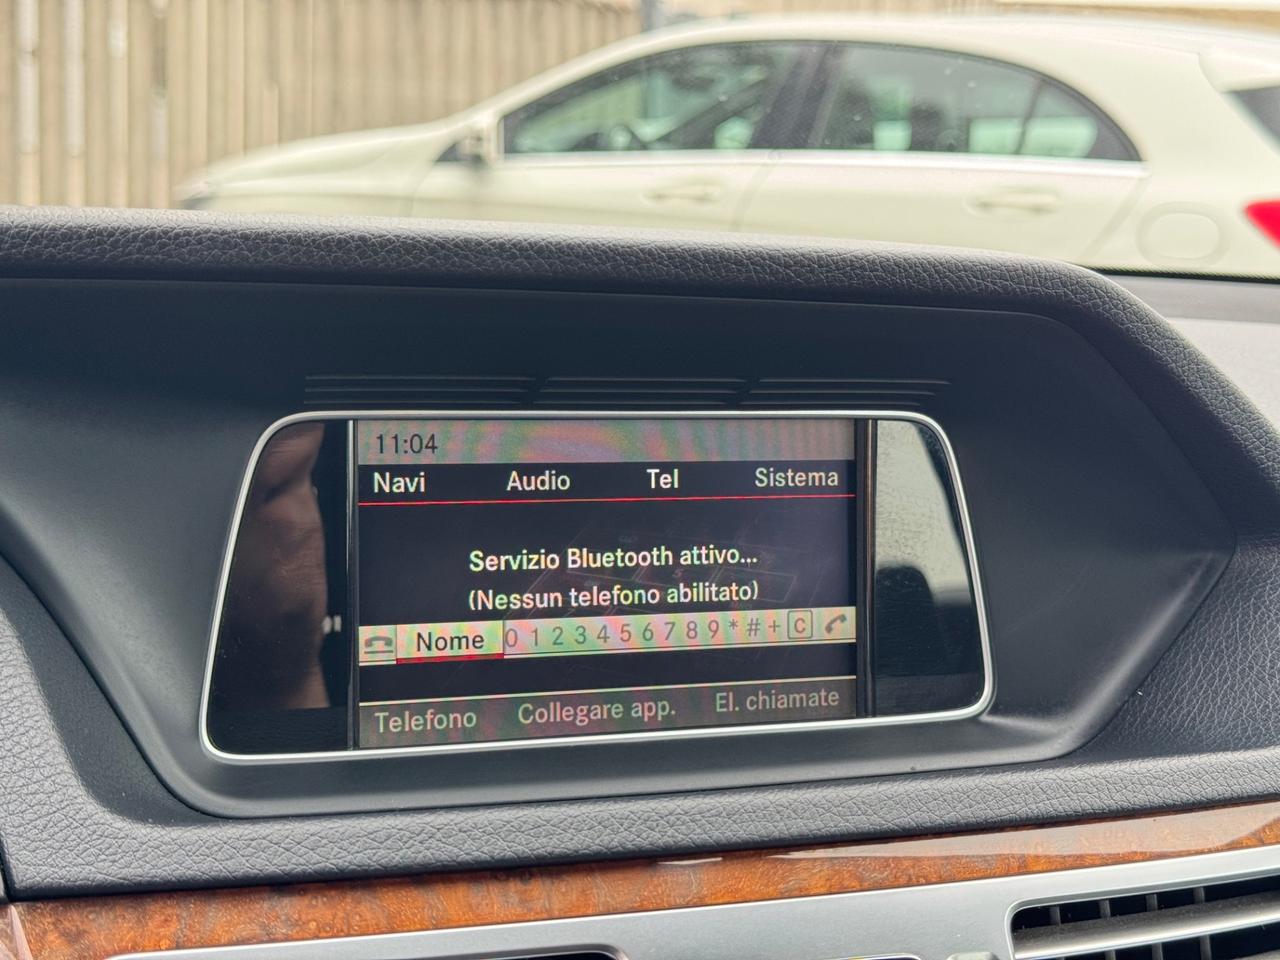 11:04
Navi Audio Tel Sistema
Servizio Bluetooth attivo...
(Nessun telefono abilitato)
Nome 0 1 2 3 4 5 6 7 8 9 * # + C
Telefono Collegare app. El. chiamate